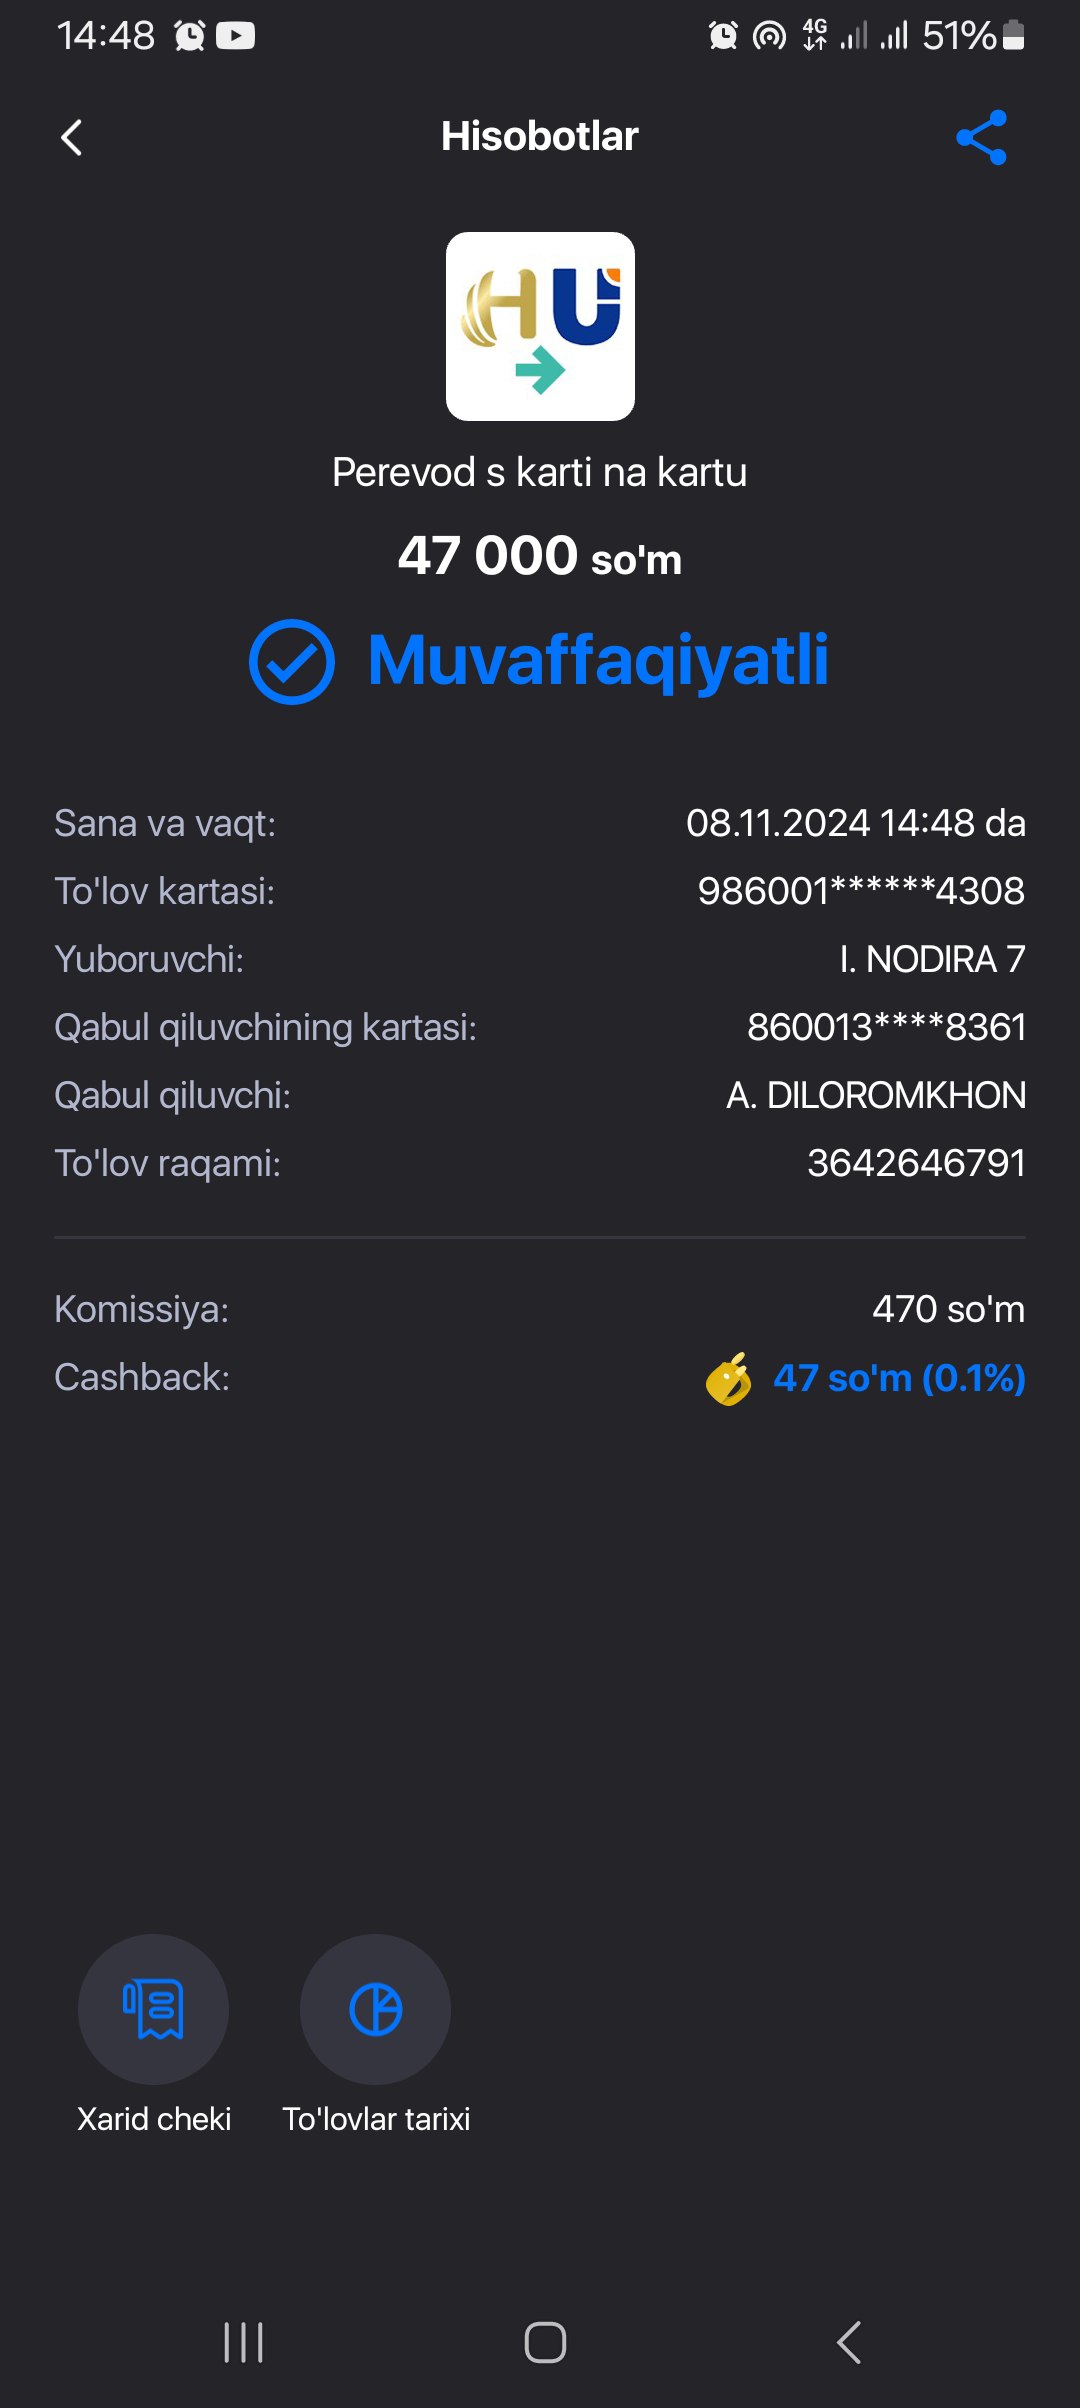 14:48 4G 51%
Hisobotlar
HU
Perevod s karti na kartu
47 000 so'm
Muvaffaqiyatli
Sana va vaqt: 08.11.2024 14:48 da
To'lov kartasi: 986001******4308
Yuboruvchi: I. NODIRA 7
Qabul qiluvchining kartasi: 860013****8361
Qabul qiluvchi: A. DILOROMKHON
To'lov raqami: 3642646791
Komissiya: 470 so'm
Cashback: 47 so'm (0.1%)
Xarid cheki To'lovlar tarixi